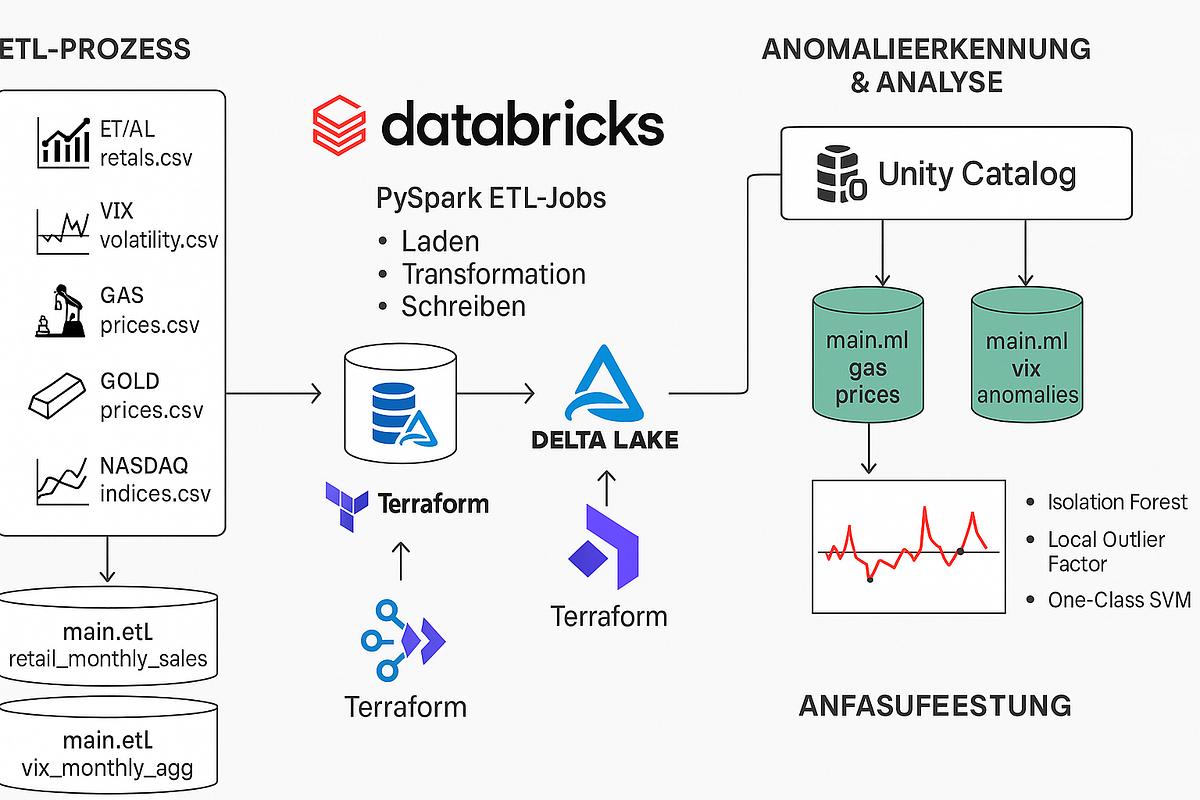 ETL-PROZESS
ET/AL
retals.csv
VIX
volatility.csv
GAS
prices.csv
GOLD
prices.csv
NASDAQ
indices.csv
main.etL
retail_monthly_sales
main.etL
vix_monthly_agg
databricks
PySpark ETL-Jobs
• Laden
• Transformation
• Schreiben
DELTA LAKE
Terraform
Terraform
Terraform
ANOMALIEERKENNUNG
& ANALYSE
Unity Catalog
main.ml
gas
prices
main.ml
vix
anomalies
• Isolation Forest
• Local Outlier
Factor
• One-Class SVM
ANFASUFEESTUNG